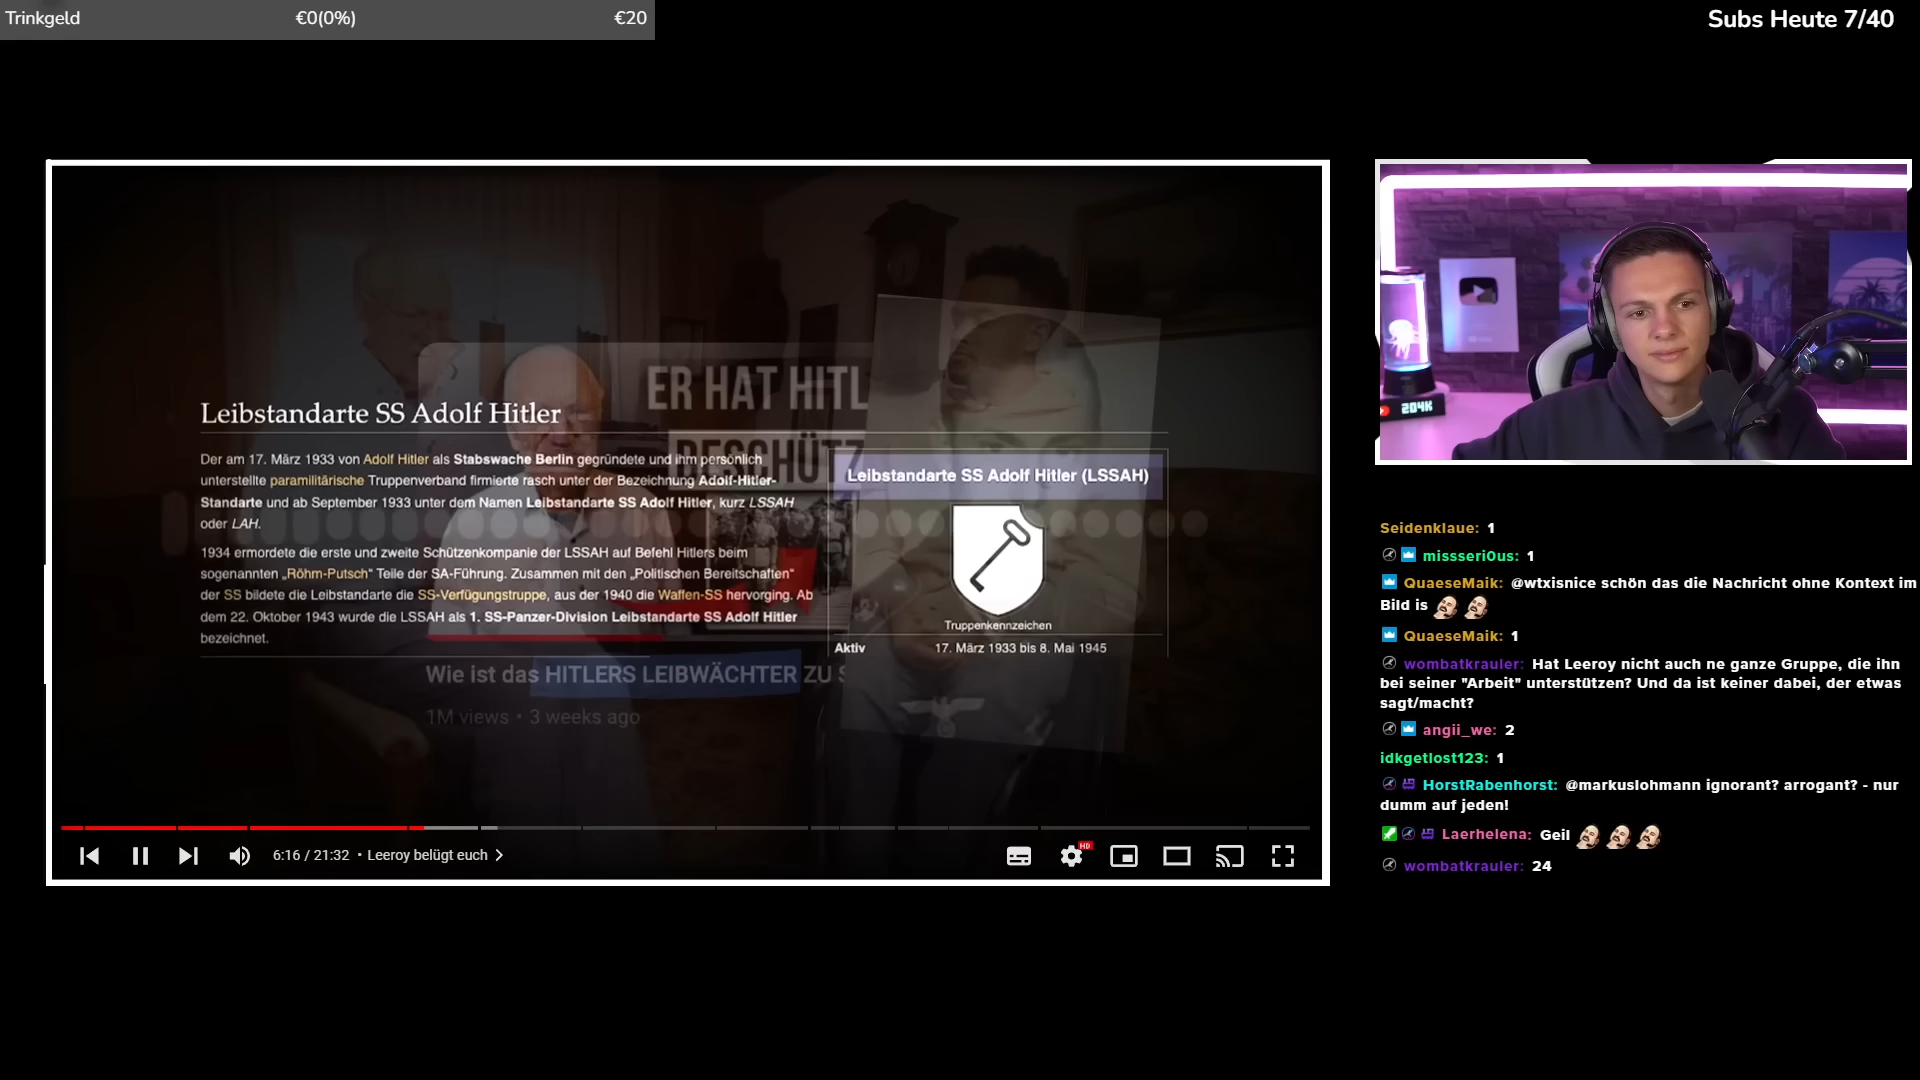 Trinkgeld €0(0%) €20
Subs Heute 7/40
ER HAT HITL
BESCHÜTZ
Leibstandarte SS Adolf Hitler
Der am 17. März 1933 von Adolf Hitler als Stabswache Berlin gegründete und ihm persönlich
unterstellte paramilitärische Truppenverband firmierte rasch unter der Bezeichnung Adolf-Hitler-
Standarte und ab September 1933 unter dem Namen Leibstandarte SS Adolf Hitler, kurz LSSAH
oder LAH.
1934 ermordete die erste und zweite Schützenkompanie der LSSAH auf Befehl Hitlers beim
sogenannten „Röhm-Putsch“ Teile der SA-Führung. Zusammen mit den „Politischen Bereitschaften“
der SS bildete die Leibstandarte die SS-Verfügungstruppe, aus der 1940 die Waffen-SS hervorging. Ab
dem 22. Oktober 1943 wurde die LSSAH als 1. SS-Panzer-Division Leibstandarte SS Adolf Hitler
bezeichnet.
Leibstandarte SS Adolf Hitler (LSSAH)
Truppenkennzeichen
Aktiv 17. März 1933 bis 8. Mai 1945
Wie ist das HITLERS LEIBWÄCHTER ZU S
1M views • 3 weeks ago
6:16 / 21:32 • Leeroy belügt euch
HD
204K
Seidenklaue: 1
missseri0us: 1
QuaeseMaik: @wtxisnice schön das die Nachricht ohne Kontext im
Bild is
QuaeseMaik: 1
wombatkrauler: Hat Leeroy nicht auch ne ganze Gruppe, die ihn
bei seiner "Arbeit" unterstützen? Und da ist keiner dabei, der etwas
sagt/macht?
angii_we: 2
idkgetlost123: 1
HorstRabenhorst: @markuslohmann ignorant? arrogant? - nur
dumm auf jeden!
Laerhelena: Geil
wombatkrauler: 24